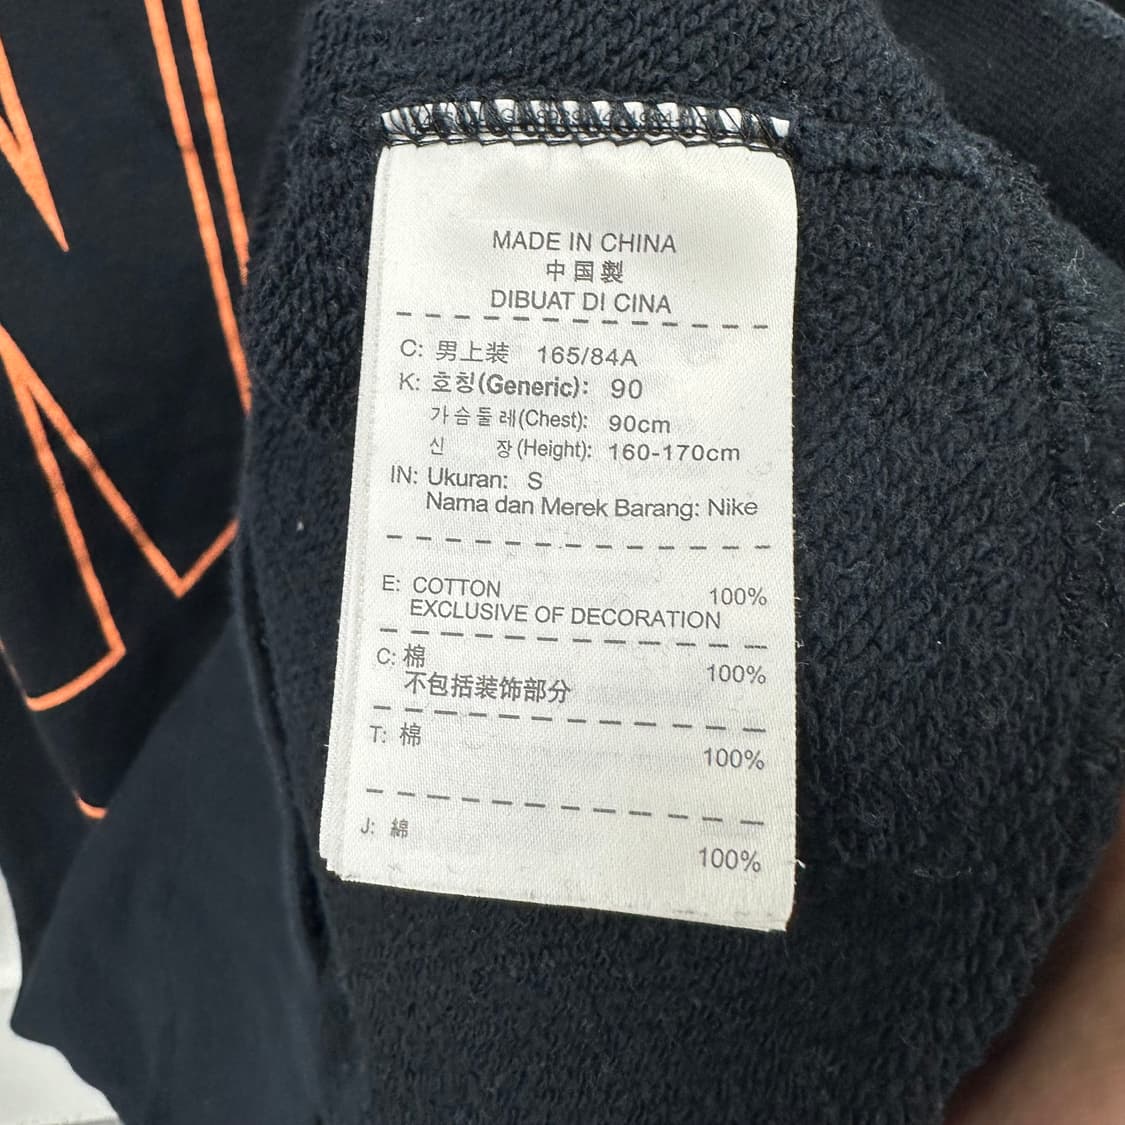 MADE IN CHINA
中国製
DIBUAT DI CINA
C: 男上装 165/84A
K: 호칭(Generic): 90
가슴둘레(Chest): 90cm
신 장(Height): 160-170cm
IN: Ukuran: S
Nama dan Merek Barang: Nike
E: COTTON 100%
EXCLUSIVE OF DECORATION
C: 棉 100%
不包括装饰部分
T: 棉 100%
J: 綿 100%